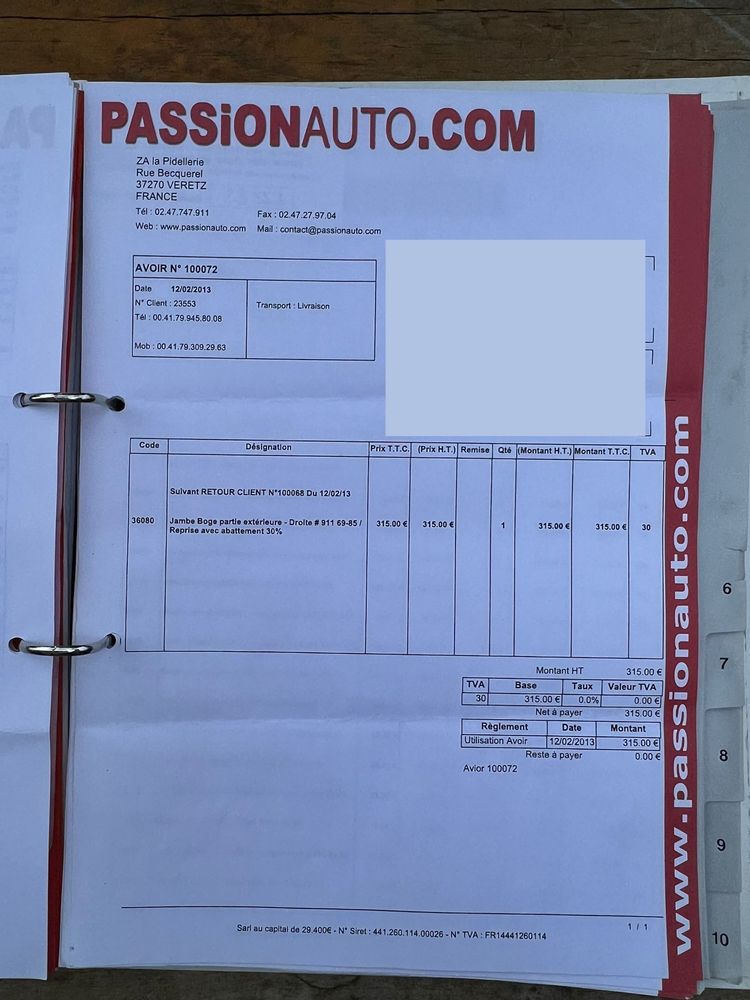 PASSiONAUTO.COM
ZA la Pidellerie
Rue Becquerel
37270 VERETZ
FRANCE
Tél : 02.47.747.911 Fax : 02.47.27.97.04
Web : www.passionauto.com Mail : contact@passionauto.com
AVOIR N° 100072
Date 12/02/2013
N° Client : 23553
Transport : Livraison
Tél : 00.41.79.945.80.08
Mob : 00.41.79.309.29.63
Code Désignation Prix T.T.C. (Prix H.T.) Remise Qté (Montant H.T.) Montant T.T.C. TVA
Suivant RETOUR CLIENT N°100068 Du 12/02/13
36080 Jambe Boge partie extérieure - Droite # 911 69-85 / 315.00 € 315.00 € 1 315.00 € 315.00 € 30
Reprise avec abattement 30%
Montant HT 315.00 €
TVA Base Taux Valeur TVA
30 315.00 € 0.0% 0.00 €
Net à payer 315.00 €
Règlement Date Montant
Utilisation Avoir 12/02/2013 315.00 €
Reste à payer 0.00 €
Avior 100072
1 / 1
Sarl au capital de 29.400€ - N° Siret : 441.260.114.00026 - N° TVA : FR14441260114
www.passionauto.com
6
7
8
9
10